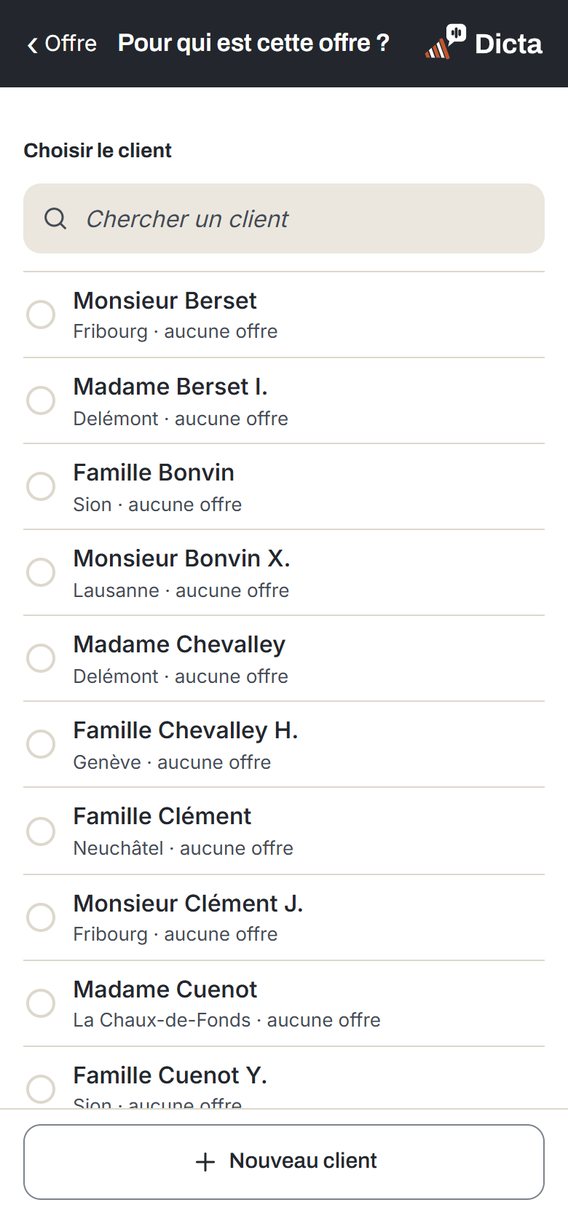 ‹ Offre Pour qui est cette offre ? Dicta
Choisir le client
Chercher un client
Monsieur Berset
Fribourg · aucune offre
Madame Berset I.
Delémont · aucune offre
Famille Bonvin
Sion · aucune offre
Monsieur Bonvin X.
Lausanne · aucune offre
Madame Chevalley
Delémont · aucune offre
Famille Chevalley H.
Genève · aucune offre
Famille Clément
Neuchâtel · aucune offre
Monsieur Clément J.
Fribourg · aucune offre
Madame Cuenot
La Chaux-de-Fonds · aucune offre
Famille Cuenot Y.
Sion · aucune offre
+ Nouveau client